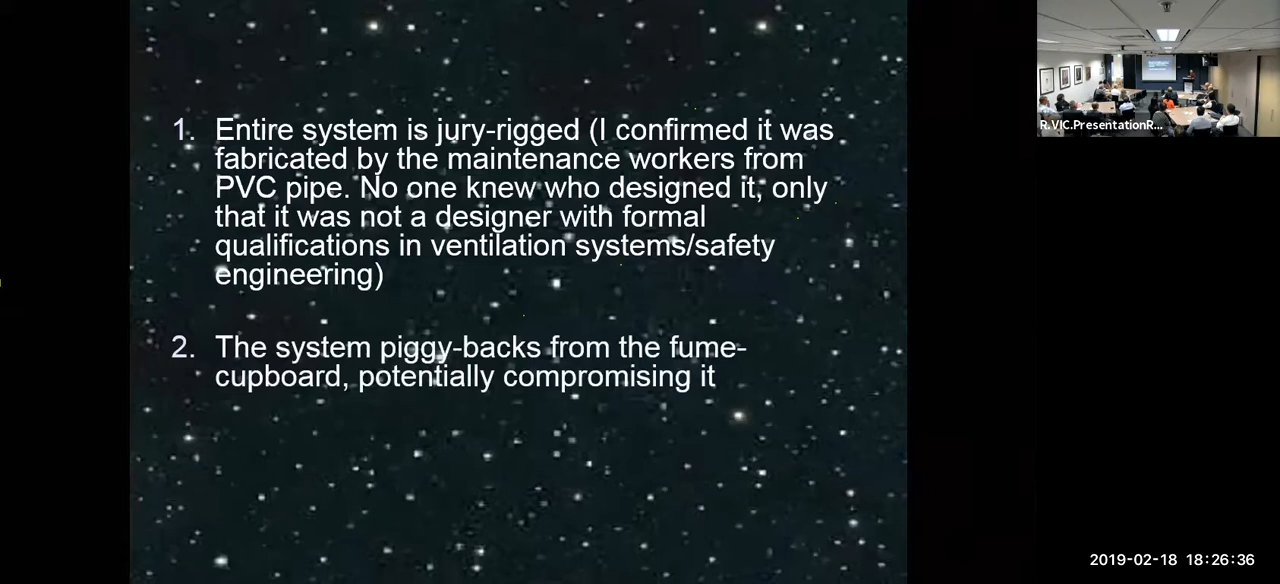 1. Entire system is jury-rigged (I confirmed it was
fabricated by the maintenance workers from
PVC pipe. No one knew who designed it, only
that it was not a designer with formal
qualifications in ventilation systems/safety
engineering)
2. The system piggy-backs from the fume-
cupboard, potentially compromising it
R.VIC.PresentationR...
2019-02-18 18:26:36